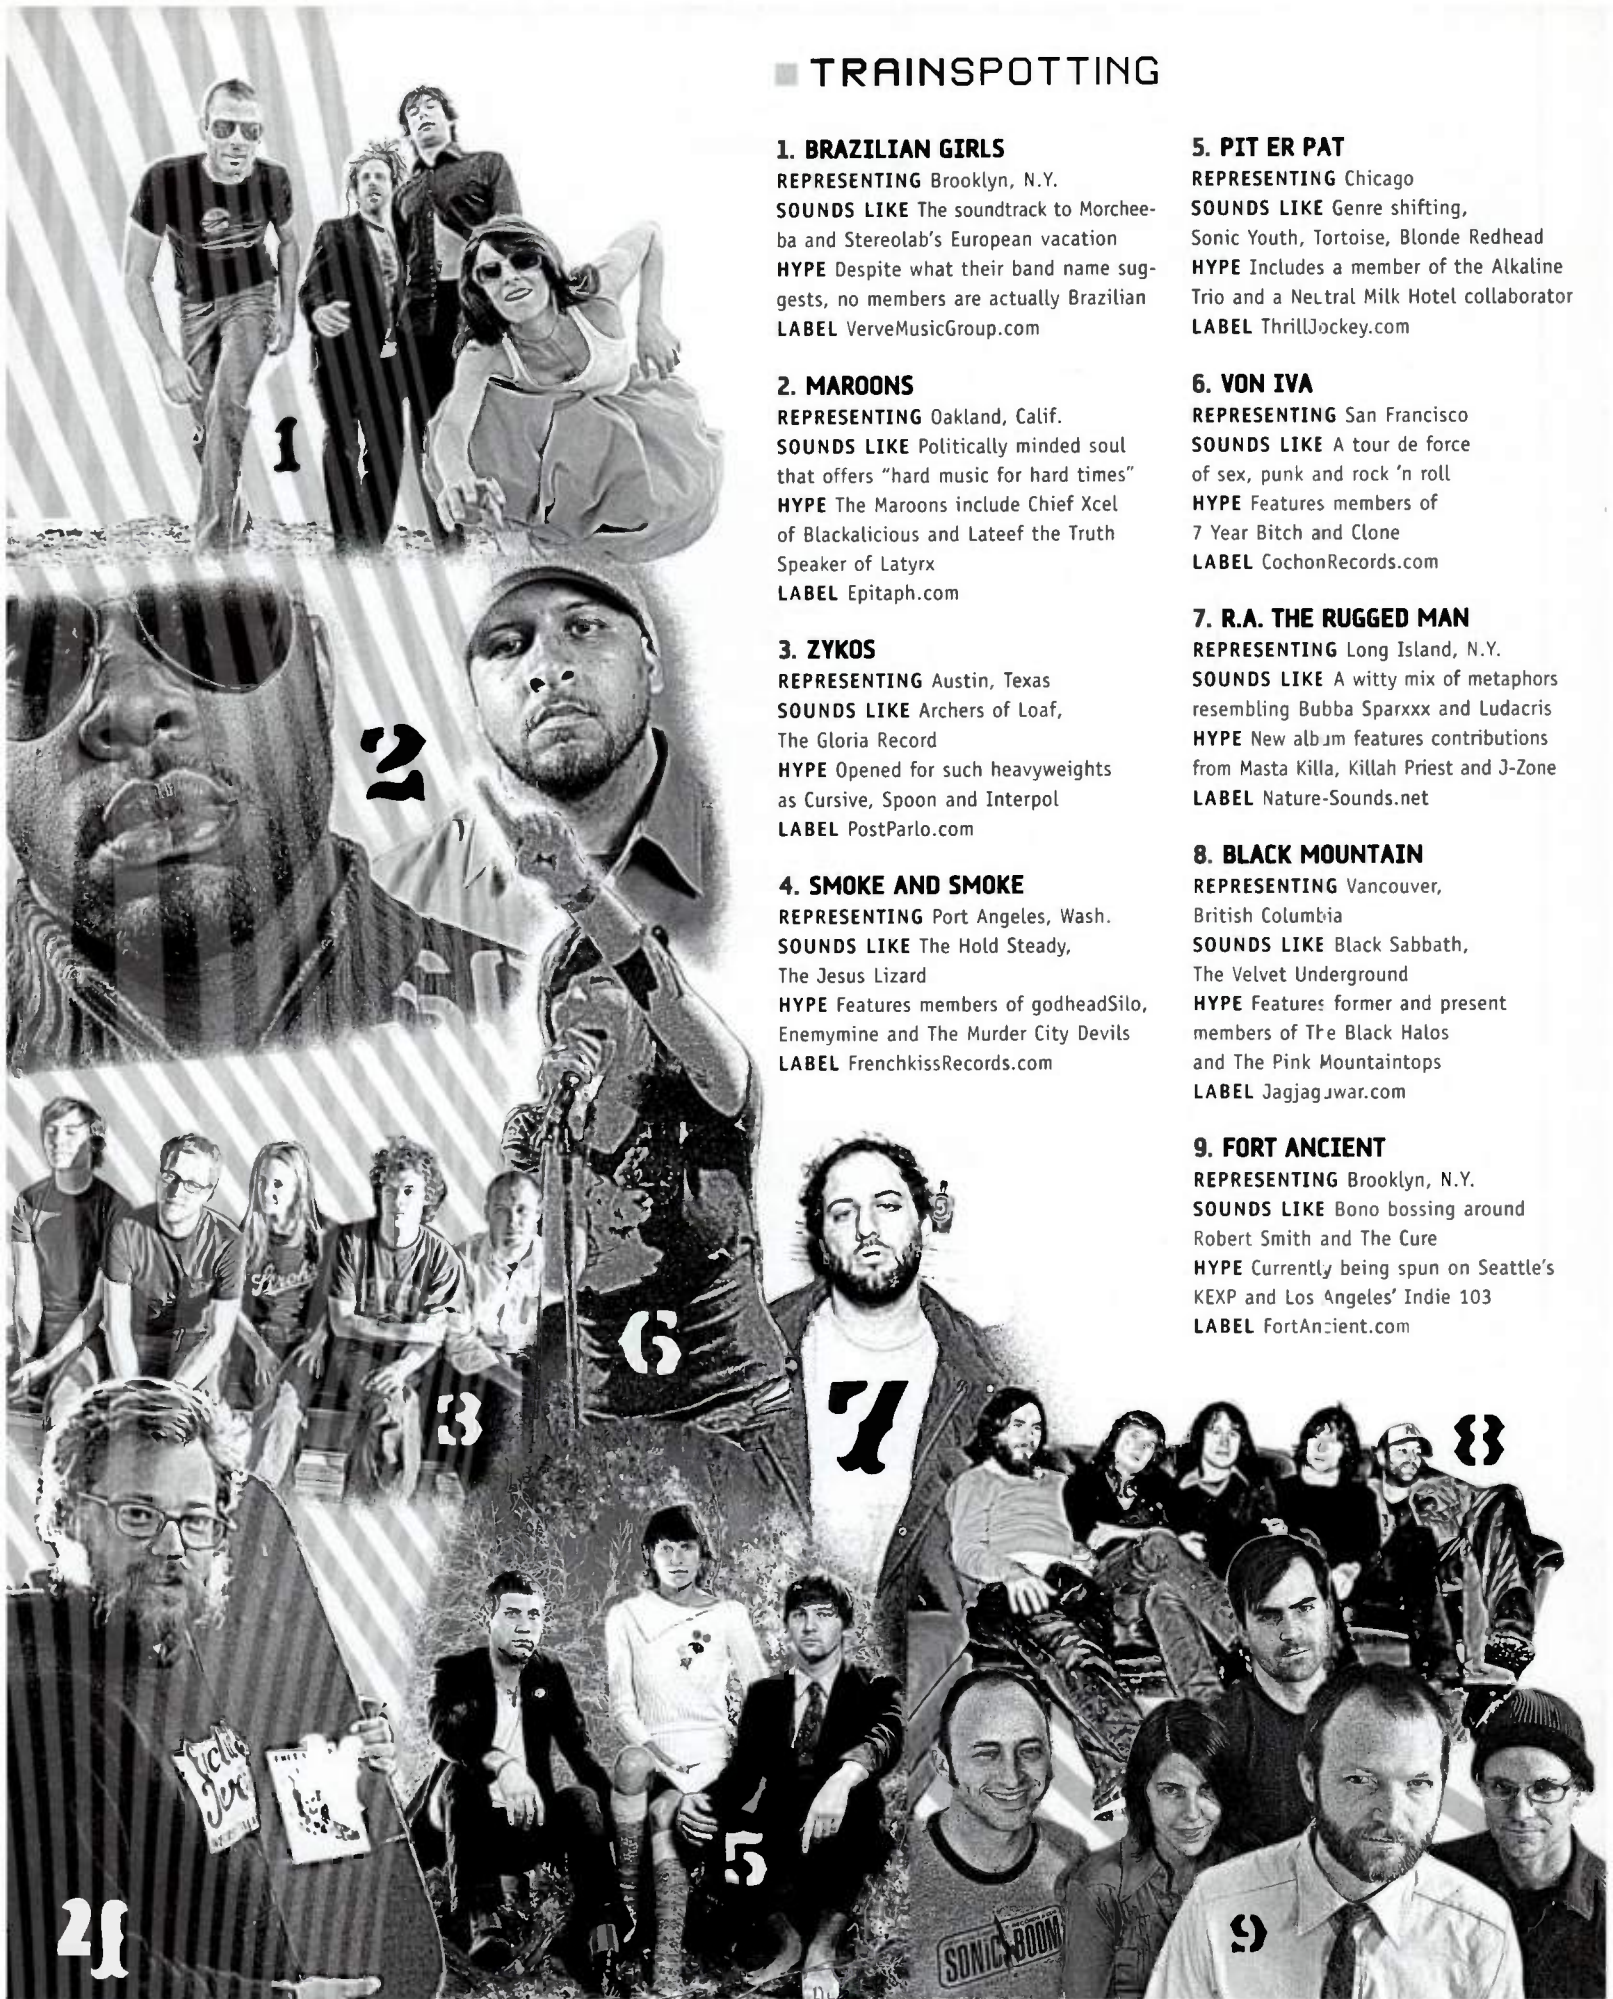 TRAINSPOTTING
1. BRAZILIAN GIRLS
REPRESENTING Brooklyn, N.Y.
SOUNDS LIKE The soundtrack to Morchee-
ba and Stereolab's European vacation
HYPE Despite what their band name sug-
gests, no members are actually Brazilian
LABEL VerveMusicGroup.com
2. MAROONS
REPRESENTING Oakland, Calif.
SOUNDS LIKE Politically minded soul
that offers "hard music for hard times"
HYPE The Maroons include Chief Xcel
of Blackalicious and Lateef the Truth
Speaker of Latyrx
LABEL Epitaph.com
3. ZYKOS
REPRESENTING Austin, Texas
SOUNDS LIKE Archers of Loaf,
The Gloria Record
HYPE Opened for such heavyweights
as Cursive, Spoon and Interpol
LABEL PostParlo.com
4. SMOKE AND SMOKE
REPRESENTING Port Angeles, Wash.
SOUNDS LIKE The Hold Steady,
The Jesus Lizard
HYPE Features members of godheadSilo,
Enemymine and The Murder City Devils
LABEL FrenchkissRecords.com
5. PIT ER PAT
REPRESENTING Chicago
SOUNDS LIKE Genre shifting,
Sonic Youth, Tortoise, Blonde Redhead
HYPE Includes a member of the Alkaline
Trio and a Neutral Milk Hotel collaborator
LABEL ThrillJockey.com
6. VON IVA
REPRESENTING San Francisco
SOUNDS LIKE A tour de force
of sex, punk and rock 'n roll
HYPE Features members of
7 Year Bitch and Clone
LABEL CochonRecords.com
7. R.A. THE RUGGED MAN
REPRESENTING Long Island, N.Y.
SOUNDS LIKE A witty mix of metaphors
resembling Bubba Sparxxx and Ludacris
HYPE New album features contributions
from Masta Killa, Killah Priest and J-Zone
LABEL Nature-Sounds.net
8. BLACK MOUNTAIN
REPRESENTING Vancouver,
British Columbia
SOUNDS LIKE Black Sabbath,
The Velvet Underground
HYPE Features former and present
members of The Black Halos
and The Pink Mountaintops
LABEL Jagjaguwar.com
9. FORT ANCIENT
REPRESENTING Brooklyn, N.Y.
SOUNDS LIKE Bono bossing around
Robert Smith and The Cure
HYPE Currently being spun on Seattle's
KEXP and Los Angeles' Indie 103
LABEL FortAncient.com
1
2
3
6
7
8
4
5
9
SONIC BOOM